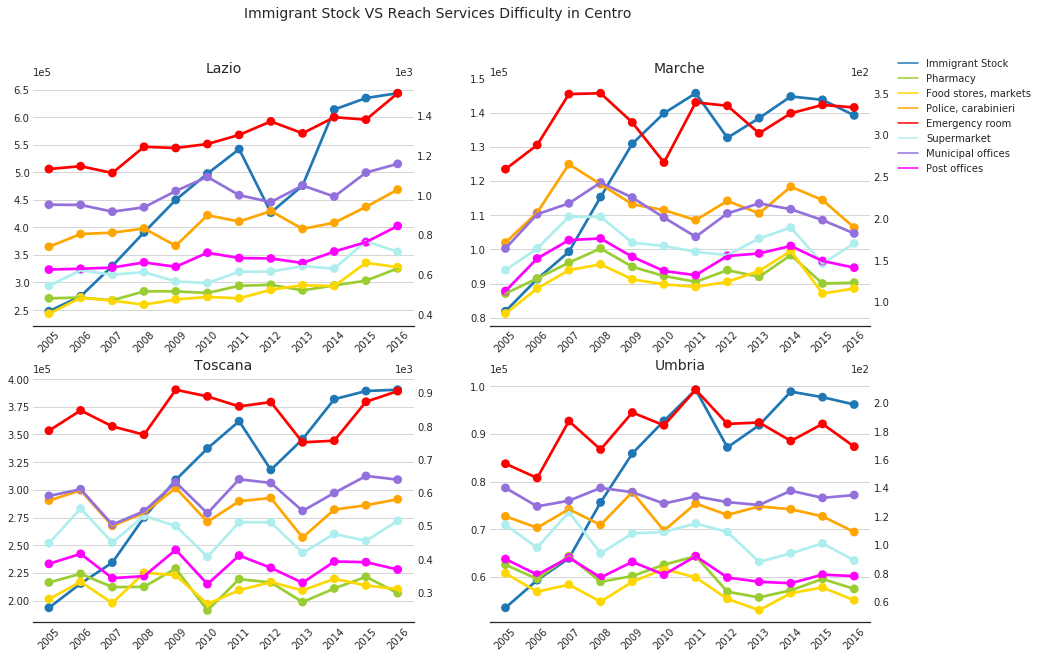 Immigrant Stock VS Reach Services Difficulty in Centro
Lazio
1e5
1e3
6.5
6.0
5.5
5.0
4.5
4.0
3.5
3.0
2.5
1.4
1.2
1.0
0.8
0.6
0.4
2005 2006 2007 2008 2009 2010 2011 2012 2013 2014 2015 2016
Marche
1e5
1e2
1.5
1.4
1.3
1.2
1.1
1.0
0.9
0.8
3.5
3.0
2.5
2.0
1.5
1.0
2005 2006 2007 2008 2009 2010 2011 2012 2013 2014 2015 2016
Immigrant Stock
Pharmacy
Food stores, markets
Police, carabinieri
Emergency room
Supermarket
Municipal offices
Post offices
Toscana
1e5
1e3
4.00
3.75
3.50
3.25
3.00
2.75
2.50
2.25
2.00
0.9
0.8
0.7
0.6
0.5
0.4
0.3
2005 2006 2007 2008 2009 2010 2011 2012 2013 2014 2015 2016
Umbria
1e5
1e2
1.0
0.9
0.8
0.7
0.6
2.0
1.8
1.6
1.4
1.2
1.0
0.8
0.6
2005 2006 2007 2008 2009 2010 2011 2012 2013 2014 2015 2016